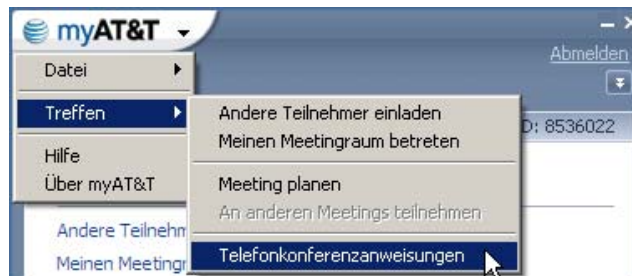 myAT&T
Abmelden
Datei
Treffen
Hilfe
Über myAT&T
Andere Teilnehmer einladen
Meinen Meetingraum betreten
Meeting planen
An anderen Meetings teilnehmen
Telefonkonferenzanweisungen
D: 8536022
Andere Teilnehm
Meinen Meeting